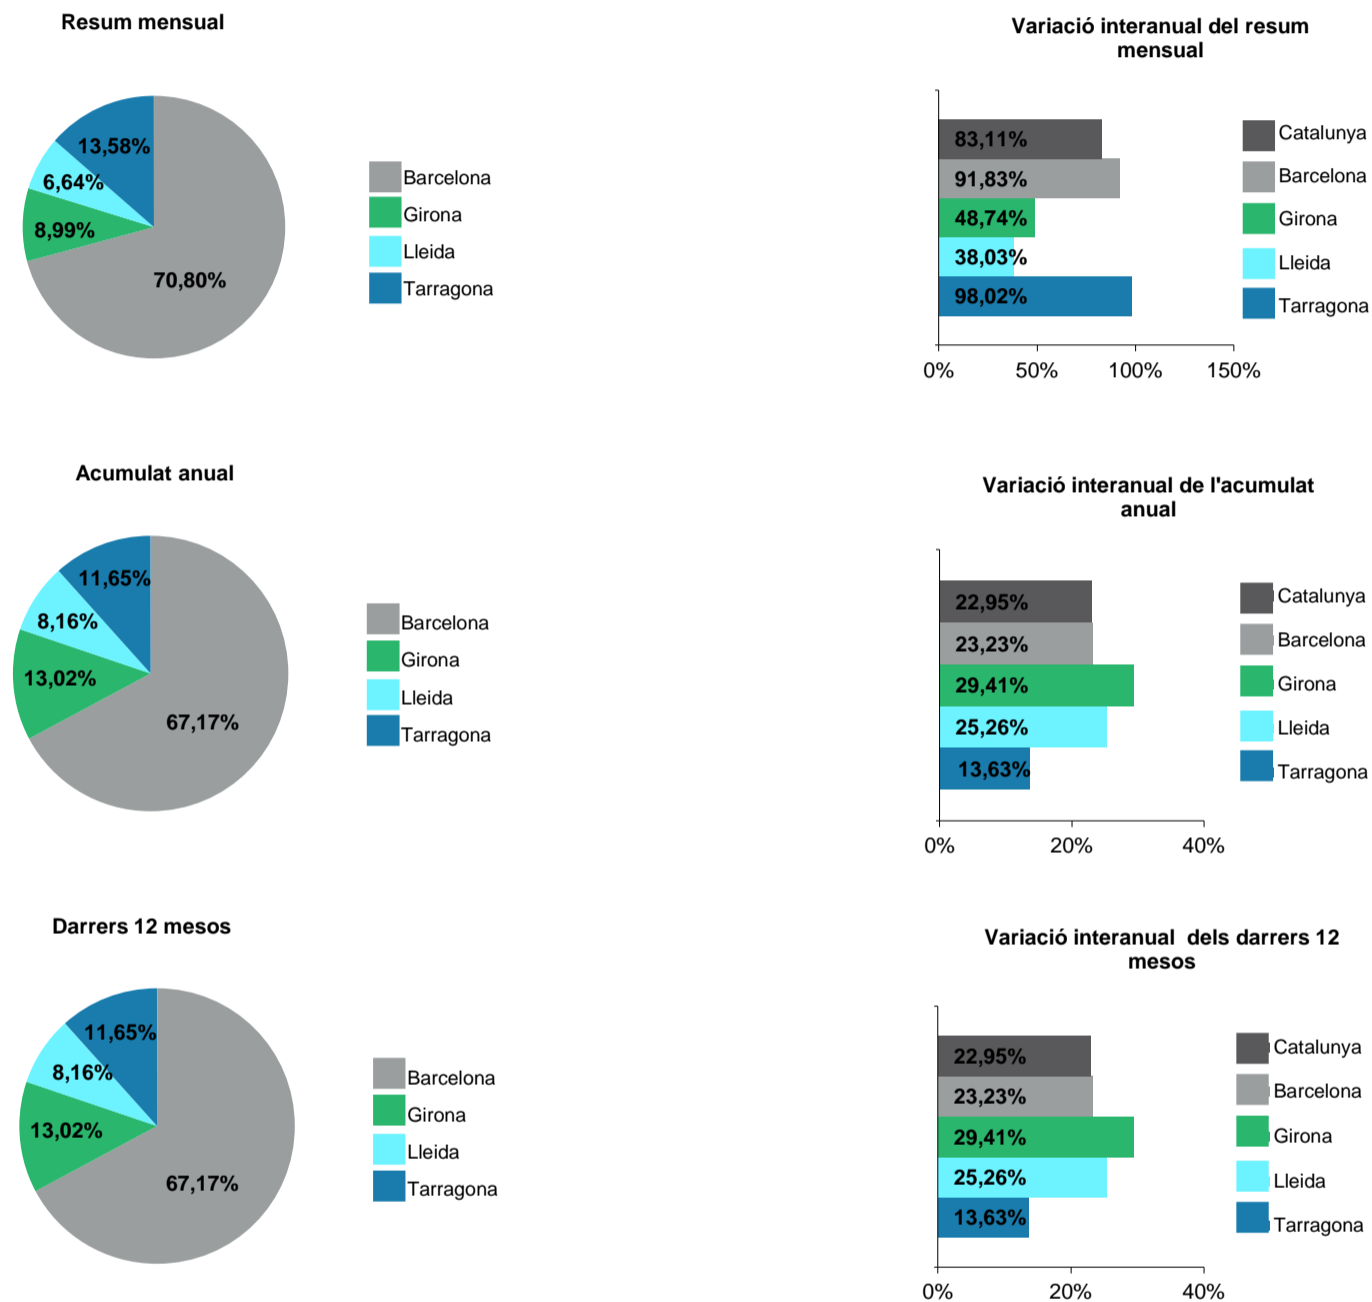 Resum mensual
13,58%
6,64%
8,99%
70,80%
Barcelona
Girona
Lleida
Tarragona
Variació interanual del resum
mensual
83,11%
91,83%
48,74%
38,03%
98,02%
0%
50%
100%
150%
Catalunya
Barcelona
Girona
Lleida
Tarragona
Acumulat anual
11,65%
8,16%
13,02%
67,17%
Barcelona
Girona
Lleida
Tarragona
Variació interanual de l'acumulat
anual
22,95%
23,23%
29,41%
25,26%
13,63%
0%
20%
40%
Catalunya
Barcelona
Girona
Lleida
Tarragona
Darrers 12 mesos
11,65%
8,16%
13,02%
67,17%
Barcelona
Girona
Lleida
Tarragona
Variació interanual  dels darrers 12
mesos
22,95%
23,23%
29,41%
25,26%
13,63%
0%
20%
40%
Catalunya
Barcelona
Girona
Lleida
Tarragona